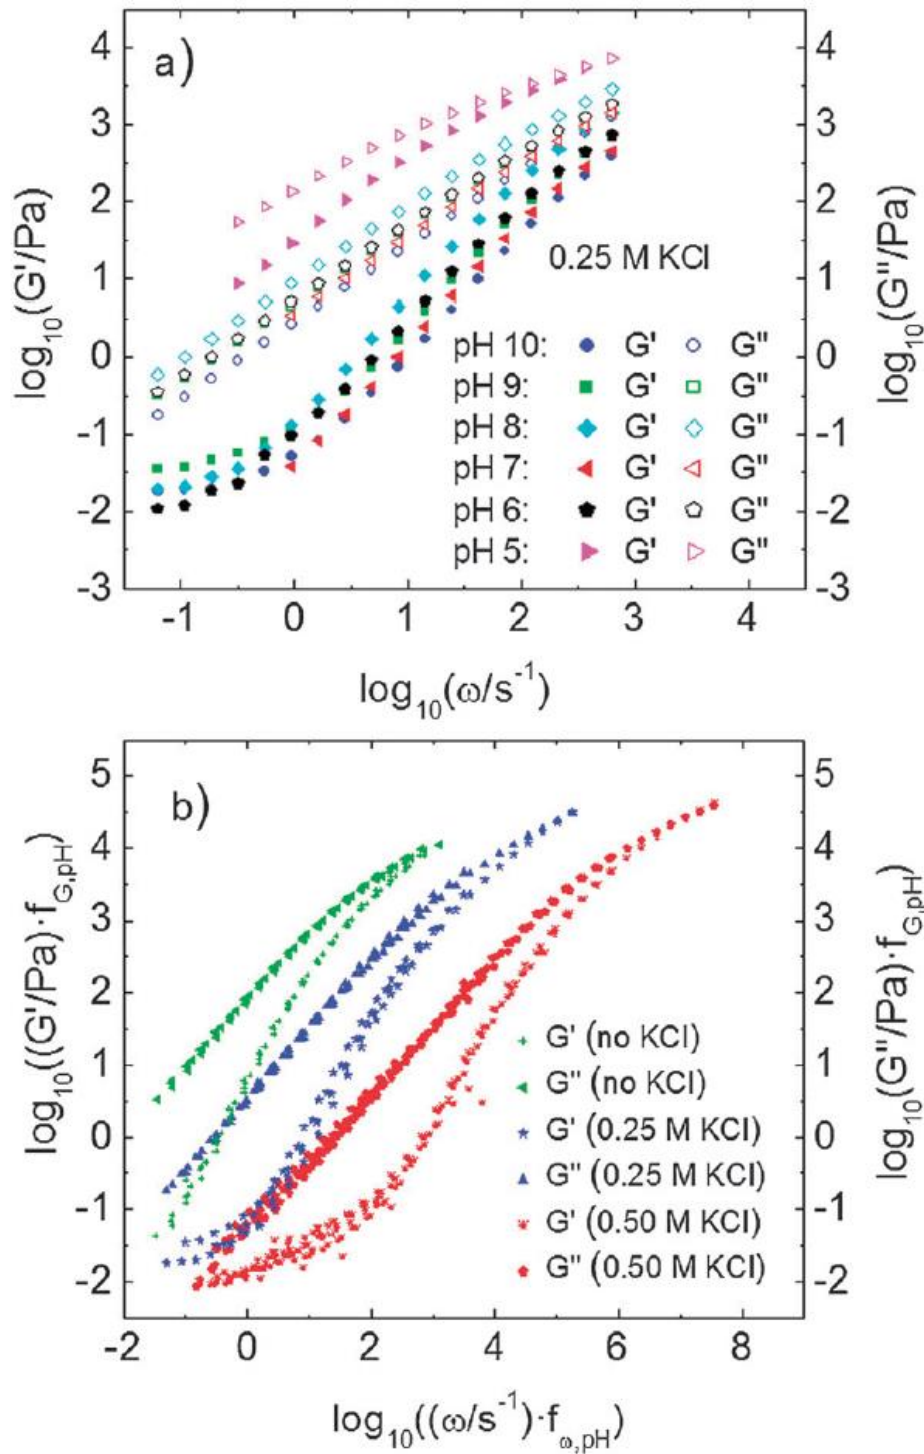 a)
4
3
2
1
0
-1
-2
-3
log10(G'/Pa)
4
3
2
1
0
-1
-2
-3
log10(G''/Pa)
0.25 M KCl
pH 10: G' G''
pH 9: G' G''
pH 8: G' G''
pH 7: G' G''
pH 6: G' G''
pH 5: G' G''
-1 0 1 2 3 4
log10(ω/s-1)
b)
5
4
3
2
1
0
-1
-2
log10((G'/Pa)·fG,pH)
5
4
3
2
1
0
-1
-2
log10(G''/Pa)·fG,pH)
G' (no KCl)
G'' (no KCl)
G' (0.25 M KCl)
G'' (0.25 M KCl)
G' (0.50 M KCl)
G'' (0.50 M KCl)
-2 0 2 4 6 8
log10((ω/s-1)·fω,pH)